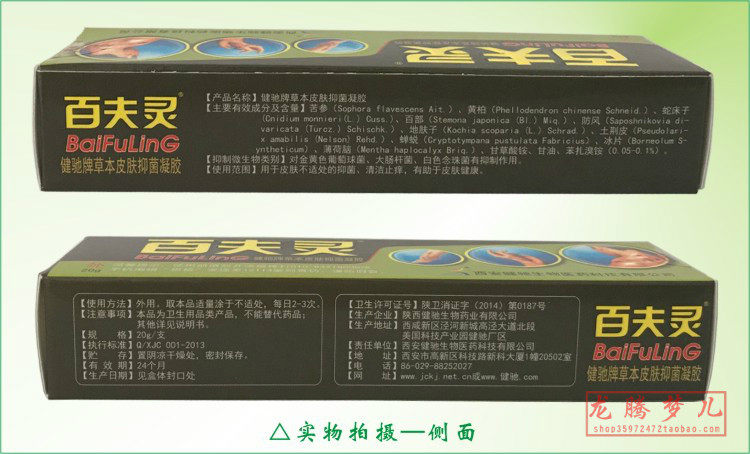 百夫灵
BaiFuLinG
百夫灵®
BaiFuLinG
健驰牌草本皮肤抑菌凝胶
【产品名称】健驰牌草本皮肤抑菌凝胶
【主要有效成分及含量】苦参（Sophora flavescens Ait.）、黄柏（Phellodendron chinense Schneid.）、蛇床子
（Cnidium monnieri(L.) Cuss.）、百部（Stemona japonica (Bl.) Miq.）、防风（Saposhnikovia di-
varicata (Turcz.) Schischk.）、地肤子（Kochia scoparia (L.) Schrad.）、土荆皮（Pseudolari-
x amabilis (Nelson) Rehd.）、蝉蜕（Cryptotympana pustulata Fabricius）、冰片（Borneolum S-
yntheticum）、薄荷脑（Mentha haplocalyx Briq.）、甘草酸铵、甘油、苯扎溴铵（0.05-0.1%）。
【抑制微生物类别】对金黄色葡萄球菌、大肠杆菌、白色念珠菌有抑制作用。
【使用范围】用于皮肤不适处的抑菌、清洁止痒，有助于皮肤健康。
百夫灵
BaiFuLinG
健驰牌草本皮肤抑菌凝胶
20g
【使用方法】外用。取本品适量涂于不适处，每日2-3次。
【注意事项】本品为卫生用品类产品，不能替代药品；
其他详见说明书。
【规 格】20g/支
【执行标准】Q/XJC 001-2013
【贮 存】置阴凉干燥处，密封保存。
【有 效 期】24个月
【生产日期】见盒体封口处
【卫生许可证号】陕卫消证字（2014）第0187号
【生产企业】陕西健驰生物药业有限公司
【生产地址】西咸新区泾河新城高泾大道北段
美国科技产业园健驰厂区
【责任单位】西安健驰生物医药科技有限公司
【地 址】西安市高新区科技路新科大厦1幢20502室
【电 话】86-029-88252027
【网 址】www.jckj.net.cn或www.健驰.com
百夫灵®
BaiFuLinG
健驰牌草本皮肤抑菌凝胶
龙腾梦儿
shop35972472.taobao.com
△实物拍摄—侧面